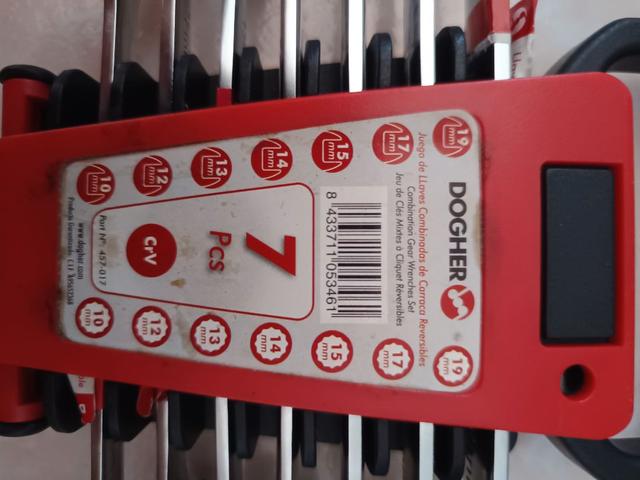 DOGHER
Juego de LLaves Combinadas de Carraca Reversibles
Combination Gear Wrenches Set
Jeu de Clés Mixtes à Cliquet Réversibles
19 mm
17 mm
15 mm
14 mm
13 mm
12 mm
10 mm
8 433711 053461
7
Pcs
CrV
Part Nº: 457-017
www.dogher.com
19 mm
17 mm
15 mm
14 mm
13 mm
12 mm
10 mm